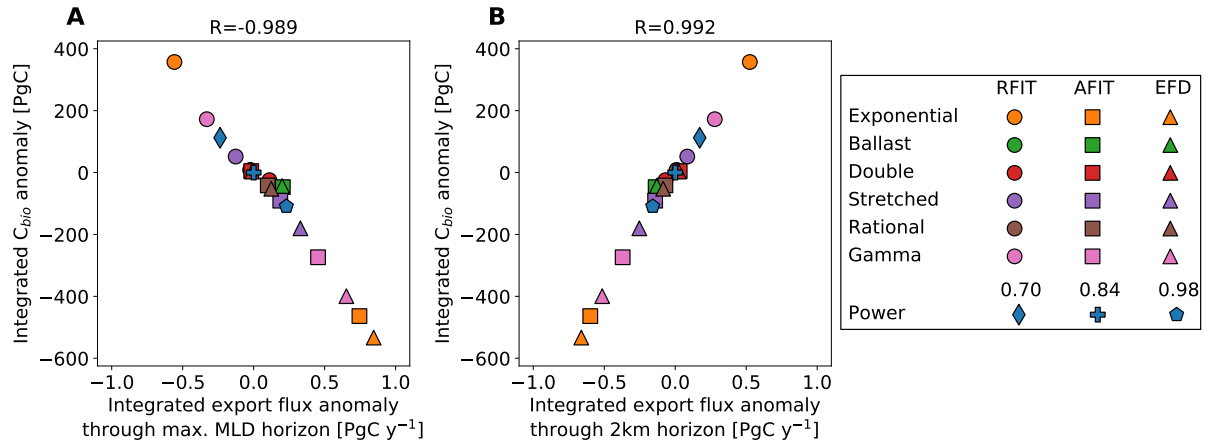 A
R=-0.989
400
200
0
−200
−400
−600
−1.0 −0.5 0.0 0.5 1.0
Integrated C_bio anomaly [PgC]
Integrated export flux anomaly
through max. MLD horizon [PgC y⁻¹]
B
R=0.992
400
200
0
−200
−400
−600
−1.0 −0.5 0.0 0.5 1.0
Integrated C_bio anomaly [PgC]
Integrated export flux anomaly
through 2km horizon [PgC y⁻¹]
RFIT AFIT EFD
Exponential
Ballast
Double
Stretched
Rational
Gamma
0.70 0.84 0.98
Power